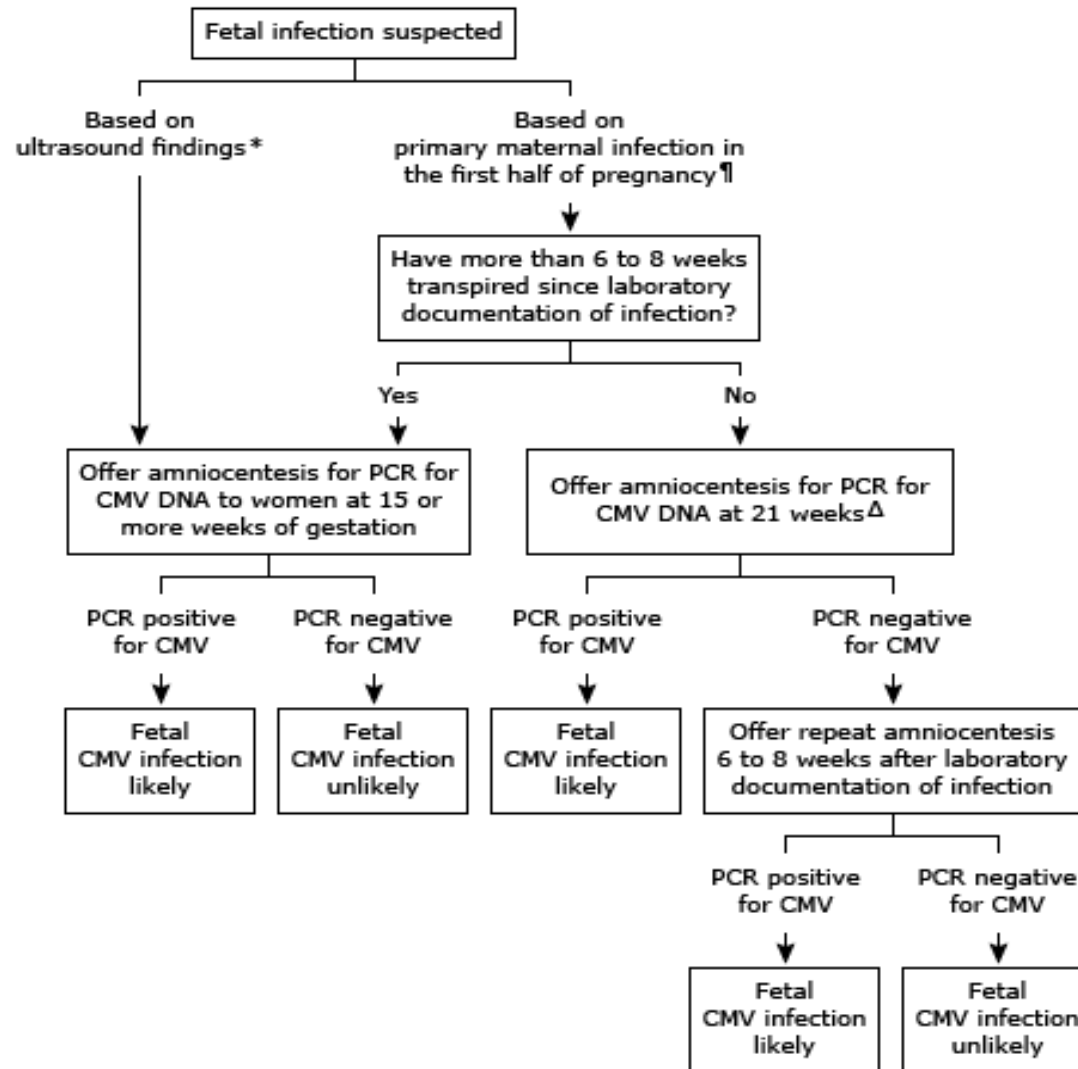 Fetal infection suspected
Based on
ultrasound findings*
Based on
primary maternal infection in
the first half of pregnancy¶
Have more than 6 to 8 weeks
transpired since laboratory
documentation of infection?
Yes
No
Offer amniocentesis for PCR for
CMV DNA to women at 15 or
more weeks of gestation
Offer amniocentesis for PCR for
CMV DNA at 21 weeksΔ
PCR positive
for CMV
PCR negative
for CMV
PCR positive
for CMV
PCR negative
for CMV
Fetal
CMV infection
likely
Fetal
CMV infection
unlikely
Fetal
CMV infection
likely
Offer repeat amniocentesis
6 to 8 weeks after laboratory
documentation of infection
PCR positive
for CMV
PCR negative
for CMV
Fetal
CMV infection
likely
Fetal
CMV infection
unlikely